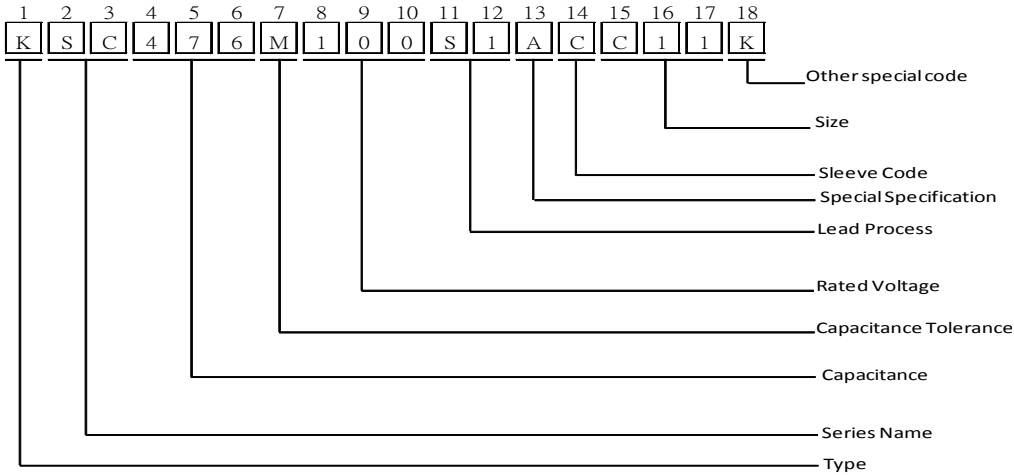 1 2 3 4 5 6 7 8 9 10 11 12 13 14 15 16 17 18
K S C 4 7 6 M 1 0 0 S 1 A C C 1 1 K
Other special code
Size
Sleeve Code
Special Specification
Lead Process
Rated Voltage
Capacitance Tolerance
Capacitance
Series Name
Type